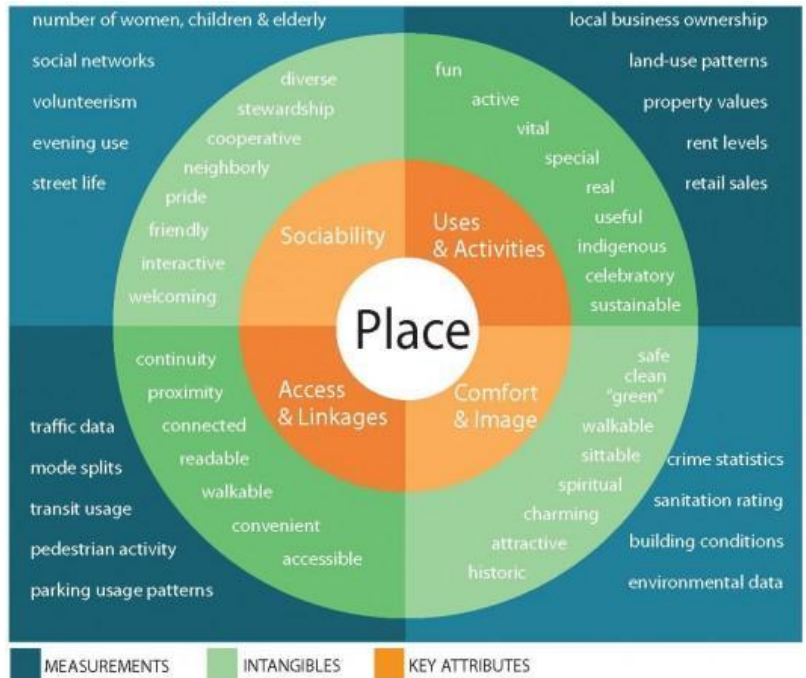 number of women, children & elderly
social networks
volunteerism
evening use
street life
diverse
stewardship
cooperative
neighborly
pride
friendly
interactive
welcoming
Sociability
local business ownership
land-use patterns
property values
rent levels
retail sales
fun
active
vital
special
real
useful
indigenous
celebratory
sustainable
Uses
& Activities
Place
continuity
proximity
connected
readable
walkable
convenient
accessible
Access
& Linkages
traffic data
mode splits
transit usage
pedestrian activity
parking usage patterns
Comfort
& Image
safe
clean
"green"
walkable
sittable
spiritual
charming
attractive
historic
crime statistics
sanitation rating
building conditions
environmental data
MEASUREMENTS
INTANGIBLES
KEY ATTRIBUTES